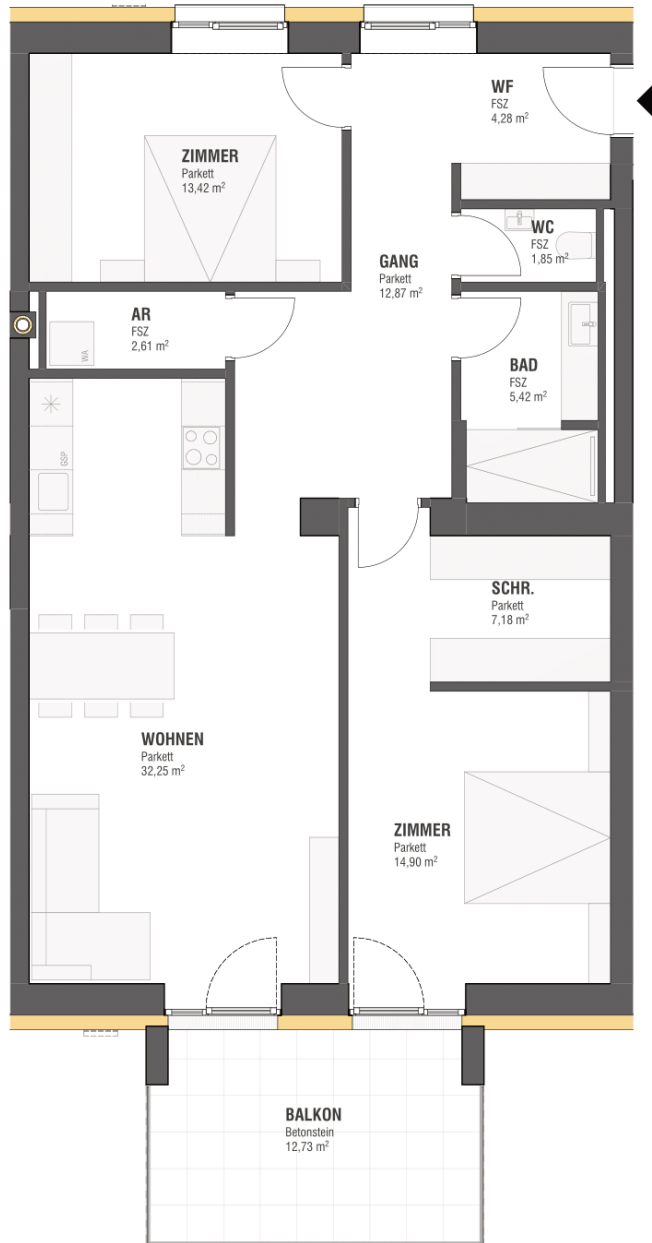 WF
FSZ
4,28 m²
ZIMMER
Parkett
13,42 m²
WC
FSZ
1,85 m²
GANG
Parkett
12,87 m²
AR
FSZ
2,61 m²
WA
BAD
FSZ
5,42 m²
GSP
SCHR.
Parkett
7,18 m²
WOHNEN
Parkett
32,25 m²
ZIMMER
Parkett
14,90 m²
BALKON
Betonstein
12,73 m²